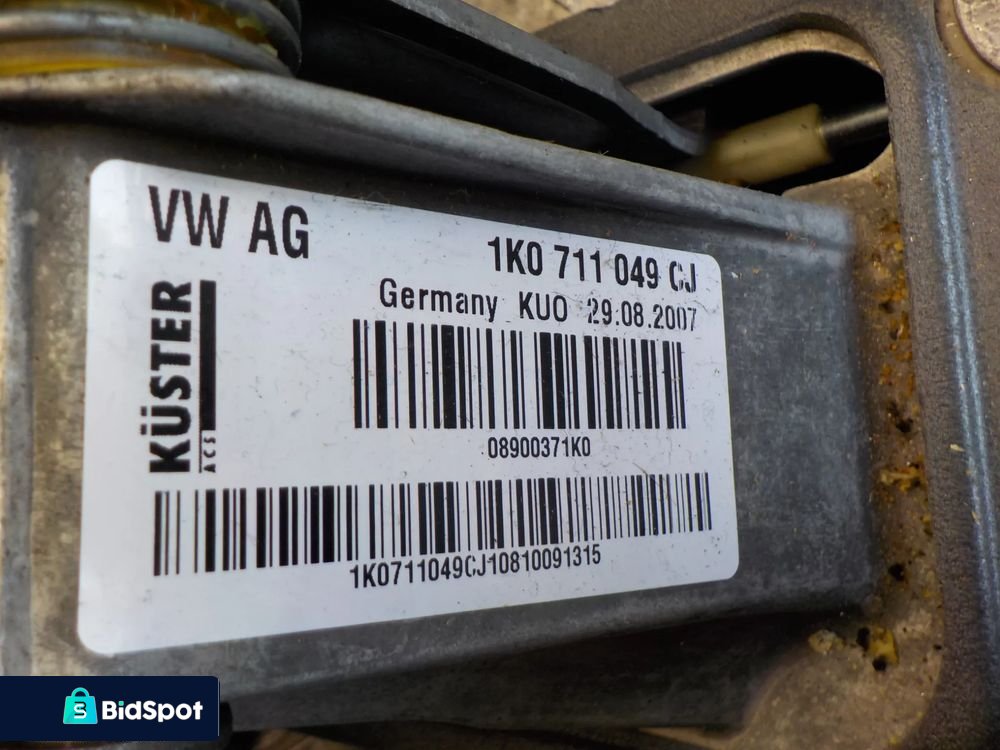 VW AG
1K0 711 049 CJ
Germany KUO 29.08.2007
KÜSTER
ACS
08900371K0
1K0711049CJ10810091315
BidSpot